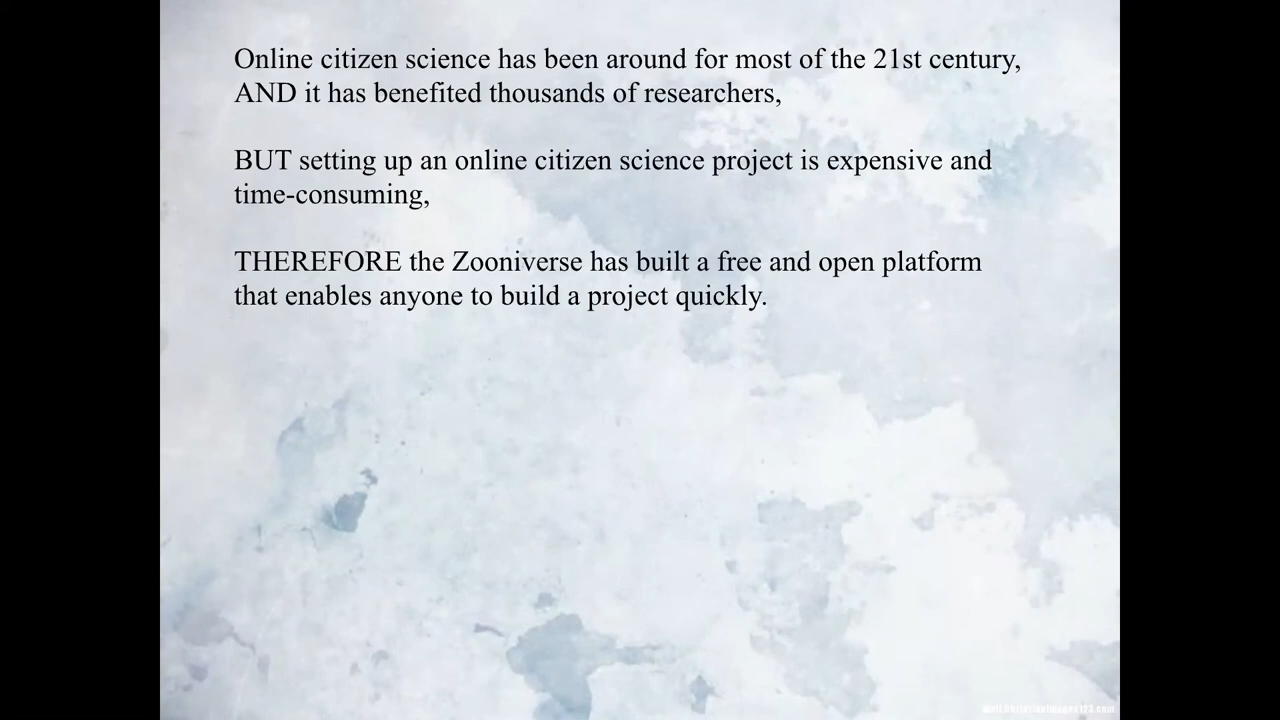 Online citizen science has been around for most of the 21st century,
AND it has benefited thousands of researchers,
BUT setting up an online citizen science project is expensive and
time-consuming,
THEREFORE the Zooniverse has built a free and open platform
that enables anyone to build a project quickly.